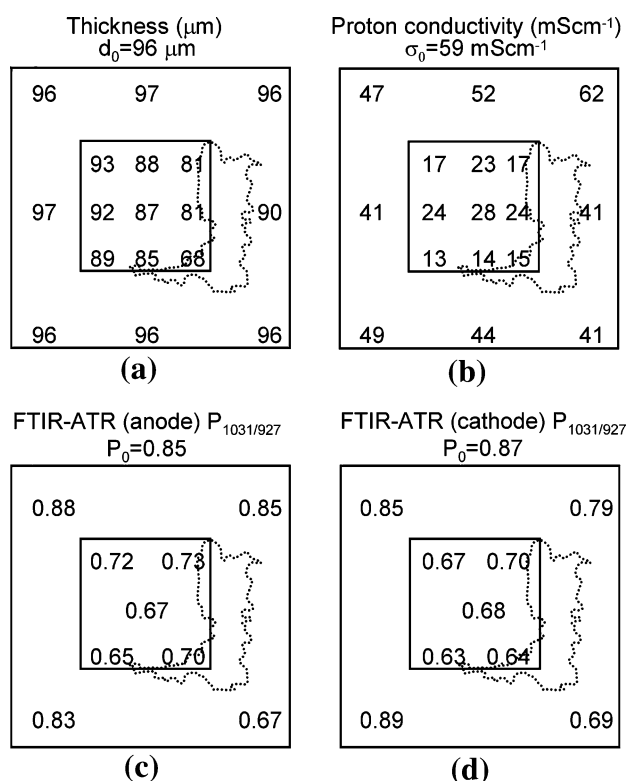 Thickness (μm)
d₀=96 μm
96 97 96
93 88 81
97 92 87 81 90
89 85 68
96 96 96
(a)
Proton conductivity (mScm⁻¹)
σ₀=59 mScm⁻¹
47 52 62
17 23 17
41 24 28 24 41
13 14 15
49 44 41
(b)
FTIR-ATR (anode) P₁₀₃₁/₉₂₇
P₀=0.85
0.88 0.85
0.72 0.73
0.67
0.65 0.70
0.83 0.67
(c)
FTIR-ATR (cathode) P₁₀₃₁/₉₂₇
P₀=0.87
0.85 0.79
0.67 0.70
0.68
0.63 0.64
0.89 0.69
(d)